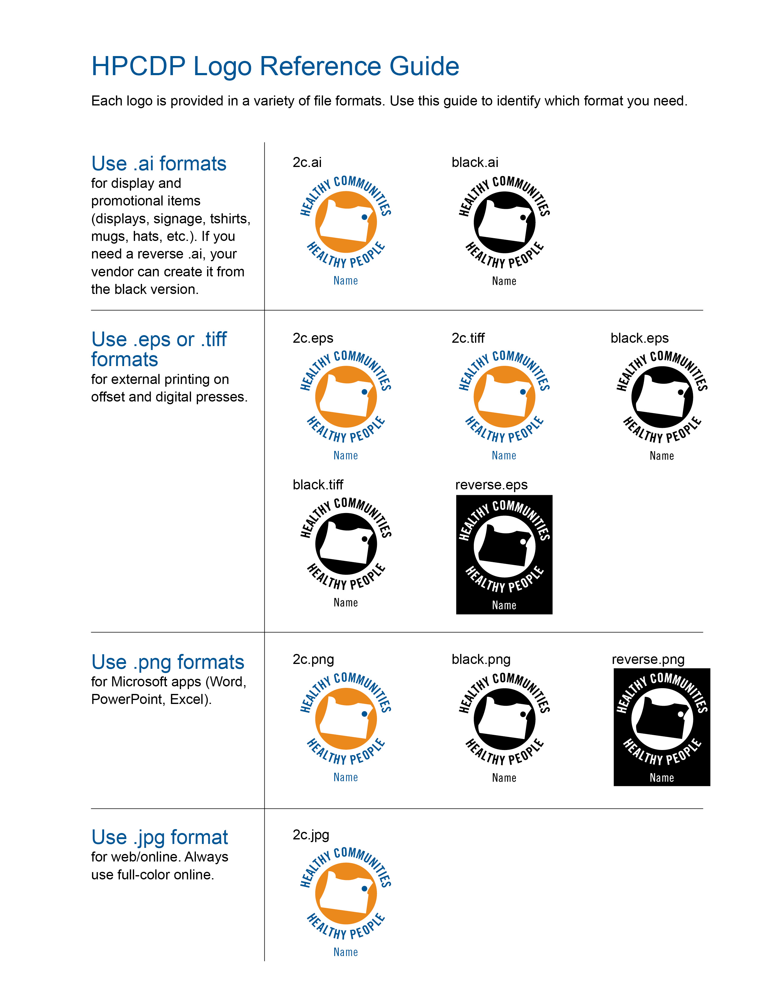 HPCDP Logo Reference Guide
Each logo is provided in a variety of file formats. Use this guide to identify which format you need.
Use .ai formats
for display and
promotional items
(displays, signage, tshirts,
mugs, hats, etc.). If you
need a reverse .ai, your
vendor can create it from
the black version.
2c.ai
HEALTHY COMMUNITIES
HEALTHY PEOPLE
Name
black.ai
HEALTHY COMMUNITIES
HEALTHY PEOPLE
Name
Use .eps or .tiff
formats
for external printing on
offset and digital presses.
2c.eps
HEALTHY COMMUNITIES
HEALTHY PEOPLE
Name
2c.tiff
HEALTHY COMMUNITIES
HEALTHY PEOPLE
Name
black.eps
HEALTHY COMMUNITIES
HEALTHY PEOPLE
Name
black.tiff
HEALTHY COMMUNITIES
HEALTHY PEOPLE
Name
reverse.eps
HEALTHY COMMUNITIES
HEALTHY PEOPLE
Name
Use .png formats
for Microsoft apps (Word,
PowerPoint, Excel).
2c.png
HEALTHY COMMUNITIES
HEALTHY PEOPLE
Name
black.png
HEALTHY COMMUNITIES
HEALTHY PEOPLE
Name
reverse.png
HEALTHY COMMUNITIES
HEALTHY PEOPLE
Name
Use .jpg format
for web/online. Always
use full-color online.
2c.jpg
HEALTHY COMMUNITIES
HEALTHY PEOPLE
Name